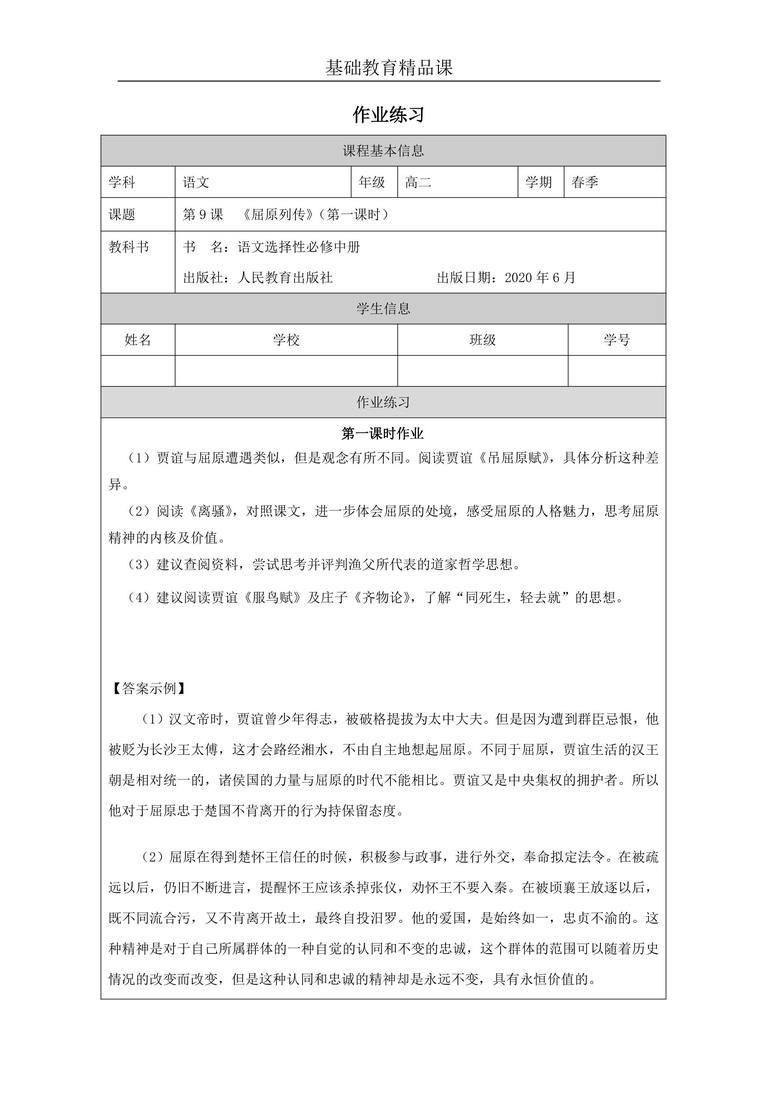 基础教育精品课
作业练习
课程基本信息
学科 语文 年级 高二 学期 春季
课题 第9课 《屈原列传》（第一课时）
教科书 书 名：语文选择性必修中册
出版社：人民教育出版社 出版日期：2020年6月
学生信息
姓名 学校 班级 学号
作业练习
第一课时作业
（1）贾谊与屈原遭遇类似，但是观念有所不同。阅读贾谊《吊屈原赋》，具体分析这种差
异。
（2）阅读《离骚》，对照课文，进一步体会屈原的处境，感受屈原的人格魅力，思考屈原
精神的内核及价值。
（3）建议查阅资料，尝试思考并评判渔父所代表的道家哲学思想。
（4）建议阅读贾谊《服鸟赋》及庄子《齐物论》，了解“同死生，轻去就”的思想。
【答案示例】
（1）汉文帝时，贾谊曾少年得志，被破格提拔为太中大夫。但是因为遭到群臣忌恨，他
被贬为长沙王太傅，这才会路经湘水，不由自主地想起屈原。不同于屈原，贾谊生活的汉王
朝是相对统一的，诸侯国的力量与屈原的时代不能相比。贾谊又是中央集权的拥护者。所以
他对于屈原忠于楚国不肯离开的行为持保留态度。
（2）屈原在得到楚怀王信任的时候，积极参与政事，进行外交，奉命拟定法令。在被疏
远以后，仍旧不断进言，提醒怀王应该杀掉张仪，劝怀王不要入秦。在被顷襄王放逐以后，
既不同流合污，又不肯离开故土，最终自投汨罗。他的爱国，是始终如一，忠贞不渝的。这
种精神是对于自己所属群体的一种自觉的认同和不变的忠诚，这个群体的范围可以随着历史
情况的改变而改变，但是这种认同和忠诚的精神却是永远不变，具有永恒价值的。